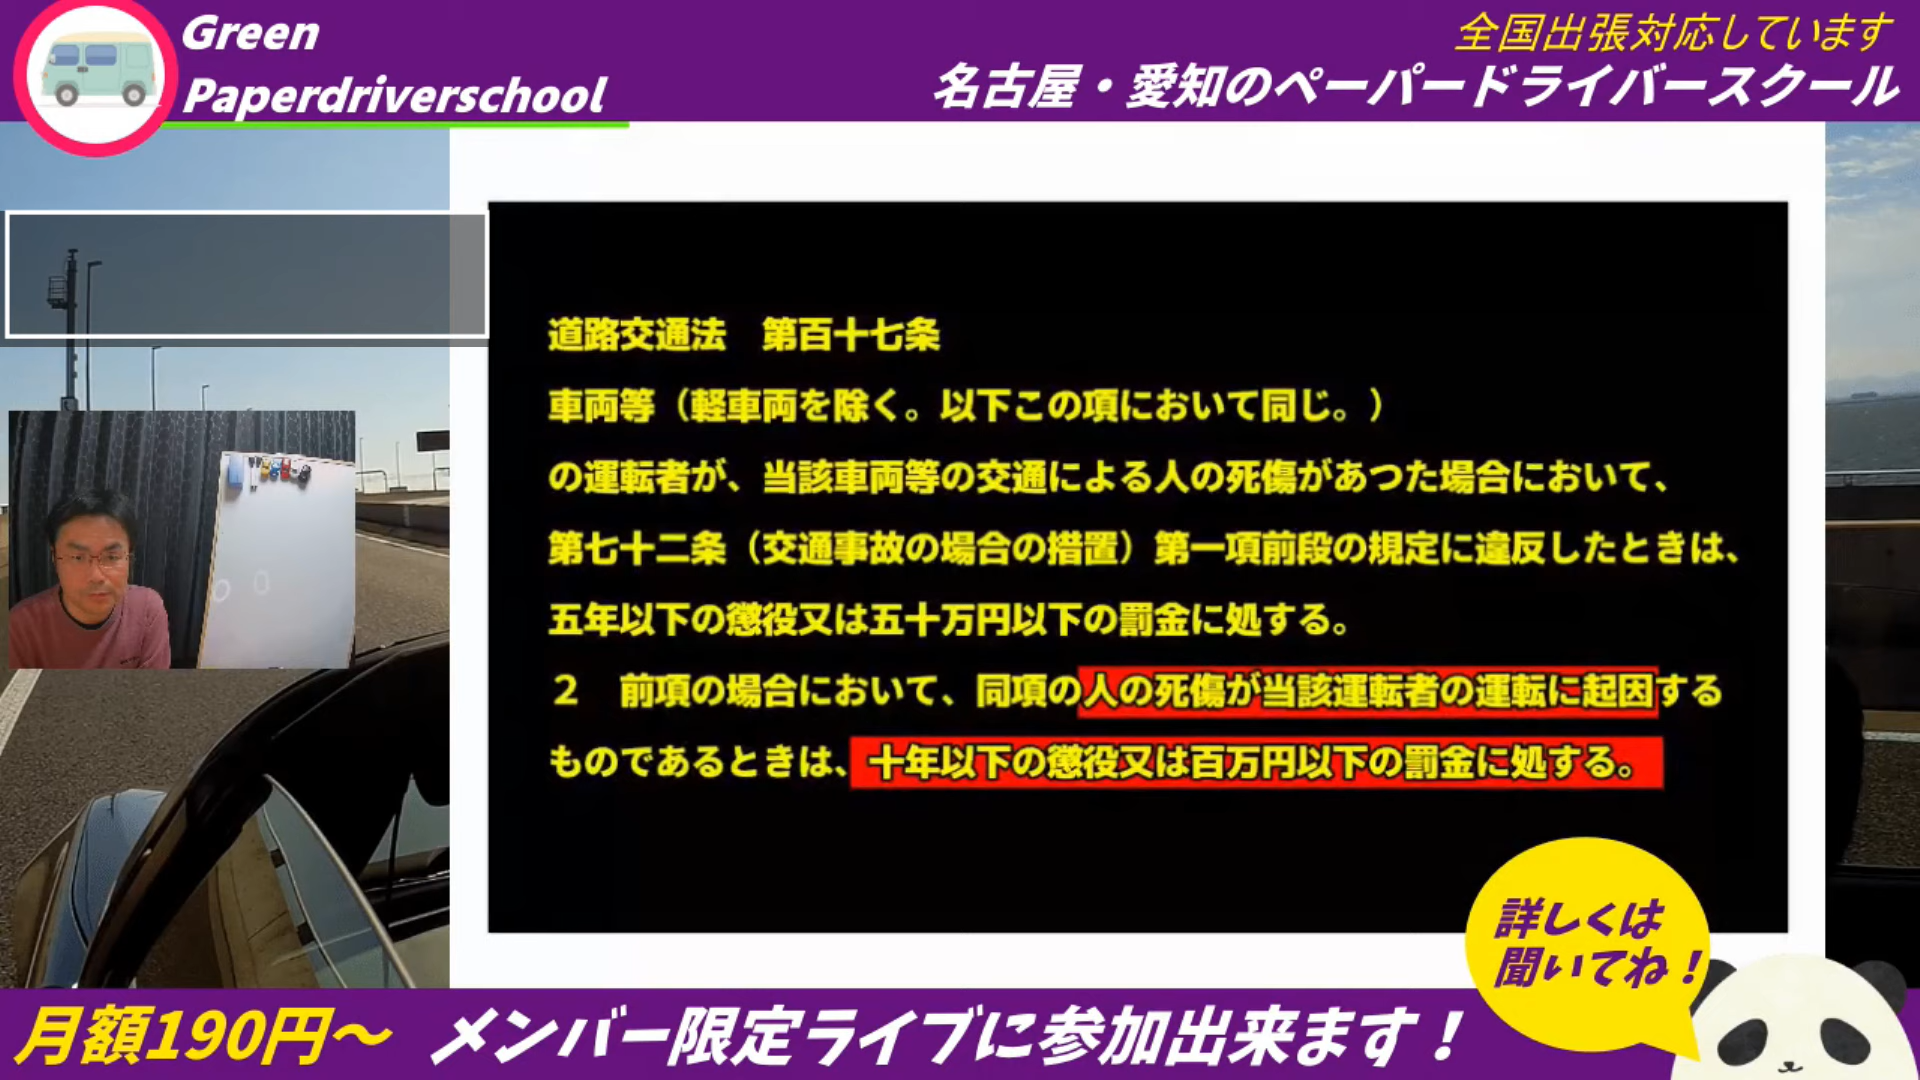 Green
Paperdriverschool
全国出張対応しています
名古屋・愛知のペーパードライバースクール
道路交通法　第百十七条
車両等（軽車両を除く。以下この項において同じ。）
の運転者が、当該車両等の交通による人の死傷があつた場合において、
第七十二条（交通事故の場合の措置）第一項前段の規定に違反したときは、
五年以下の懲役又は五十万円以下の罰金に処する。
２　前項の場合において、同項の人の死傷が当該運転者の運転に起因する
ものであるときは、十年以下の懲役又は百万円以下の罰金に処する。
詳しくは
聞いてね！
月額190円〜　メンバー限定ライブに参加出来ます！